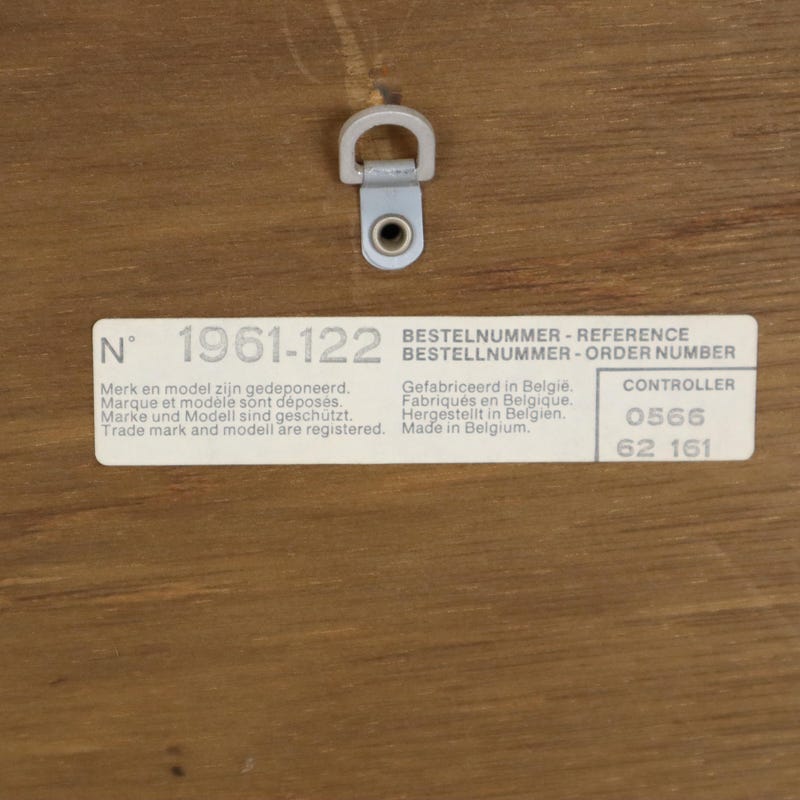 N° 1961-122
BESTELNUMMER - REFERENCE
BESTELLNUMMER - ORDER NUMBER
Merk en model zijn gedeponeerd.
Marque et modèle sont déposés.
Marke und Modell sind geschützt.
Trade mark and modell are registered.
Gefabriceerd in België.
Fabriqués en Belgique.
Hergestellt in Belgien.
Made in Belgium.
CONTROLLER
0566
62 161